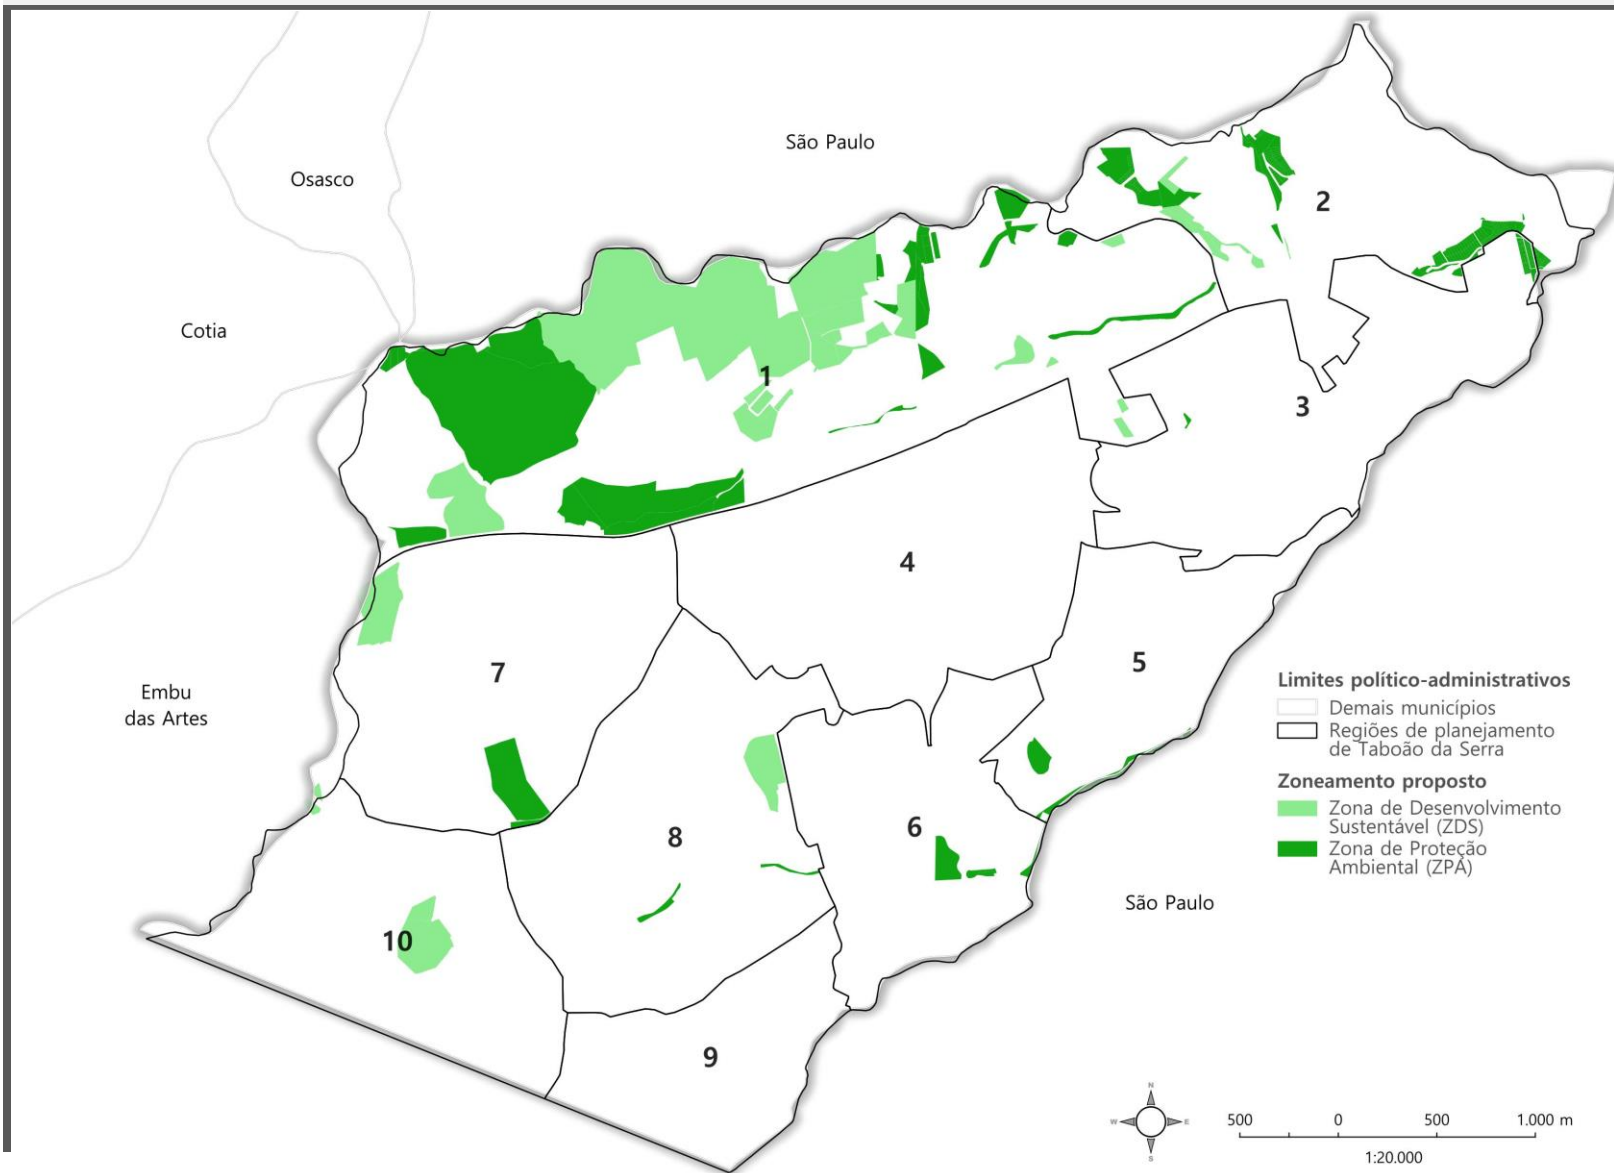 São Paulo
Osasco
2
Cotia
1
3
4
5
7
Embu
das Artes
Limites político-administrativos
Demais municípios
Regiões de planejamento
de Taboão da Serra
Zoneamento proposto
Zona de Desenvolvimento
Sustentável (ZDS)
Zona de Proteção
Ambiental (ZPA)
6
8
São Paulo
10
9
N
W
E
S
500 0 500 1.000 m
1:20.000